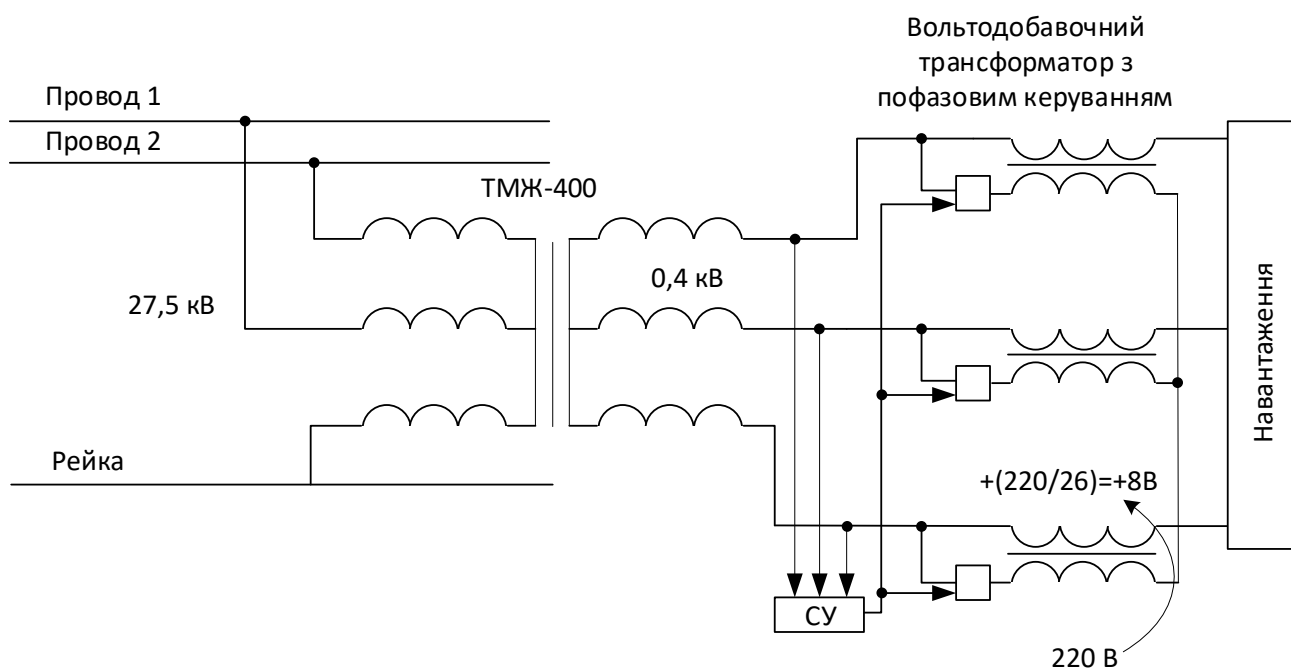 Вольтодобавочний
трансформатор з
пофазовим керуванням
Провод 1
Провод 2
ТМЖ-400
27,5 кВ
0,4 кВ
Навантаження
Рейка
+(220/26)=+8В
СУ
220 В